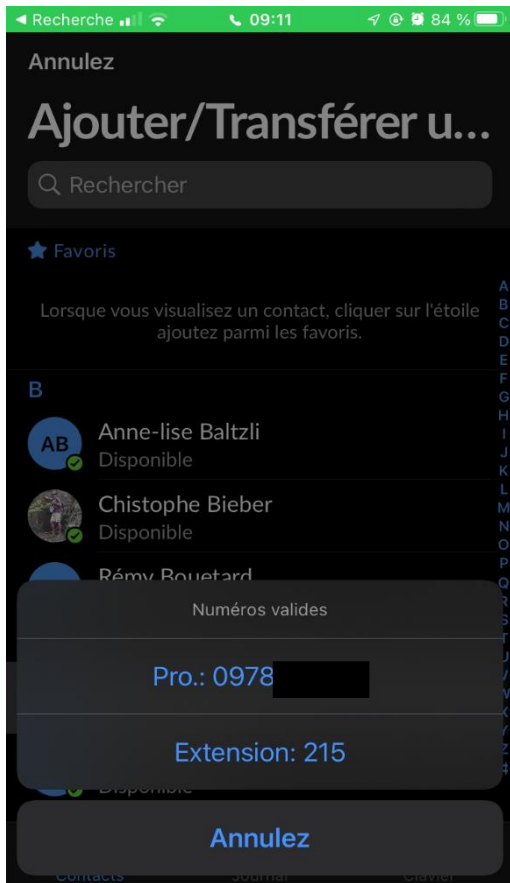 ◀ Recherche 09:11 84 %
Annulez
Ajouter/Transférer u...
Rechercher
Favoris
Lorsque vous visualisez un contact, cliquer sur l'étoile
ajoutez parmi les favoris.
A
B
C
D
E
F
G
H
I
J
K
L
M
N
O
P
Q
R
S
T
U
V
W
X
Y
Z
#
B
AB
Anne-lise Baltzli
Disponible
Chistophe Bieber
Disponible
Rémy Bouetard
Numéros valides
Pro.: 0978
Extension: 215
Disponible
Annulez
Contacts Journal Clavier